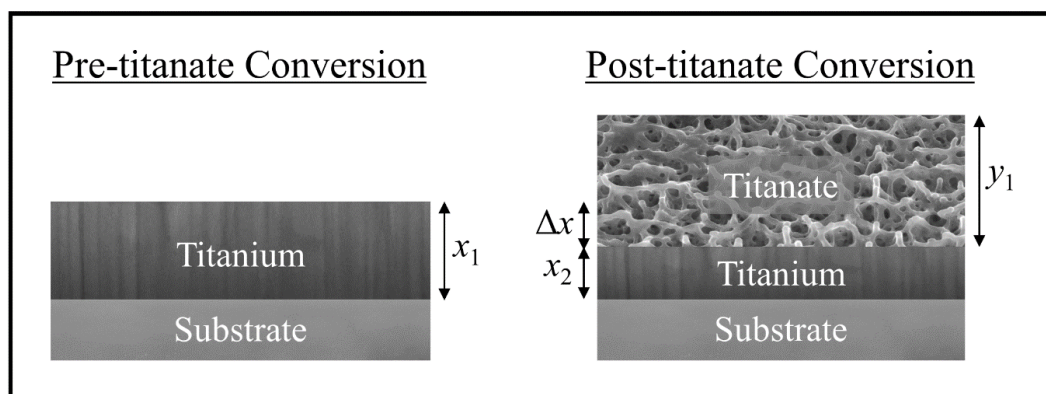 Pre-titanate Conversion
Titanium
x₁
Substrate
Post-titanate Conversion
Titanate
y₁
Δx
x₂
Titanium
Substrate